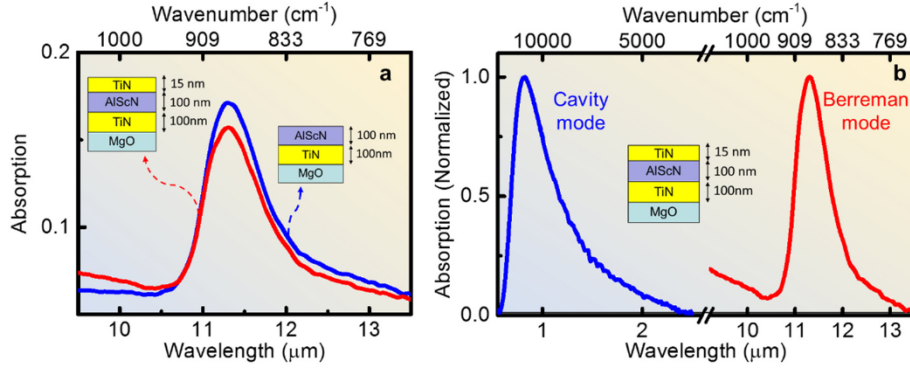 Wavenumber (cm⁻¹)
1000 909 833 769
0.2
a
TiN 15 nm
AlScN 100 nm
TiN 100nm
MgO
AlScN 100 nm
TiN 100nm
MgO
0.1
Absorption
10 11 12 13
Wavelength (μm)
Wavenumber (cm⁻¹)
10000 5000 1000 909 833 769
1.0
b
Cavity
mode
Berreman
mode
TiN 15 nm
AlScN 100 nm
TiN 100nm
MgO
0.5
0.0
Absorption (Normalized)
1 2 10 11 12 13
Wavelength (μm)